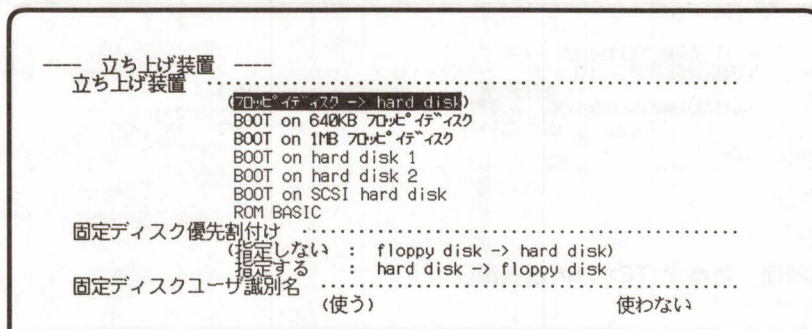 ---- 立ち上げ装置 ----
立ち上げ装置 ........................................
(ﾌﾛｯﾋﾟｲﾃﾞｨｽｸ -> hard disk)
BOOT on 640KB ﾌﾛｯﾋﾟｲﾃﾞｨｽｸ
BOOT on 1MB ﾌﾛｯﾋﾟｲﾃﾞｨｽｸ
BOOT on hard disk 1
BOOT on hard disk 2
BOOT on SCSI hard disk
ROM BASIC
固定ディスク優先割付け ........................................
(指定しない : floppy disk -> hard disk)
指定する : hard disk -> floppy disk
固定ディスクユーザ識別名 ........................................
(使う) 使わない